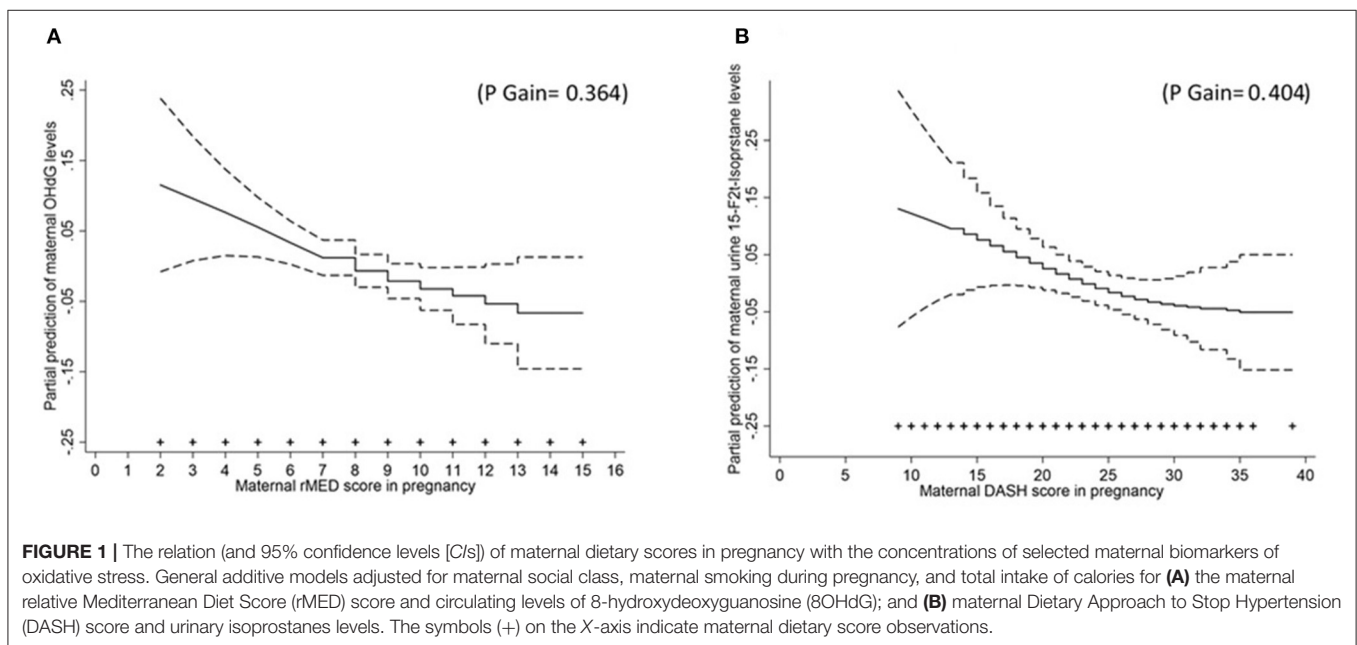 A
(P Gain= 0.364)
Partial prediction of maternal OHdG levels
.25
.15
.05
-.05
-.15
-.25
0 1 2 3 4 5 6 7 8 9 10 11 12 13 14 15 16
Maternal rMED score in pregnancy
B
(P Gain= 0.404)
Partial prediction of maternal urine 15-F2t-Isoprstane levels
.25
.15
.05
-.05
-.15
-.25
0 5 10 15 20 25 30 35 40
Maternal DASH score in pregnancy
FIGURE 1 | The relation (and 95% confidence levels [CIs]) of maternal dietary scores in pregnancy with the concentrations of selected maternal biomarkers of
oxidative stress. General additive models adjusted for maternal social class, maternal smoking during pregnancy, and total intake of calories for (A) the maternal
relative Mediterranean Diet Score (rMED) score and circulating levels of 8-hydroxydeoxyguanosine (8OHdG); and (B) maternal Dietary Approach to Stop Hypertension
(DASH) score and urinary isoprostanes levels. The symbols (+) on the X-axis indicate maternal dietary score observations.